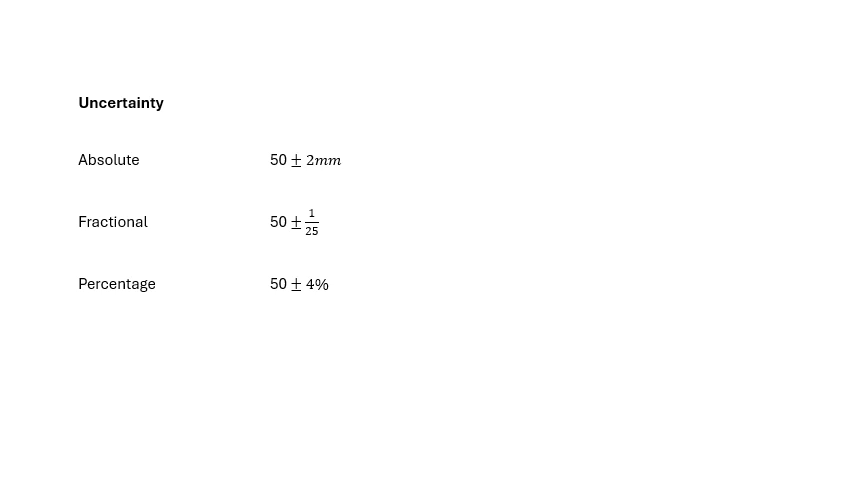 Uncertainty
Absolute 50 ± 2mm
Fractional 50 ± 1/25
Percentage 50 ± 4%